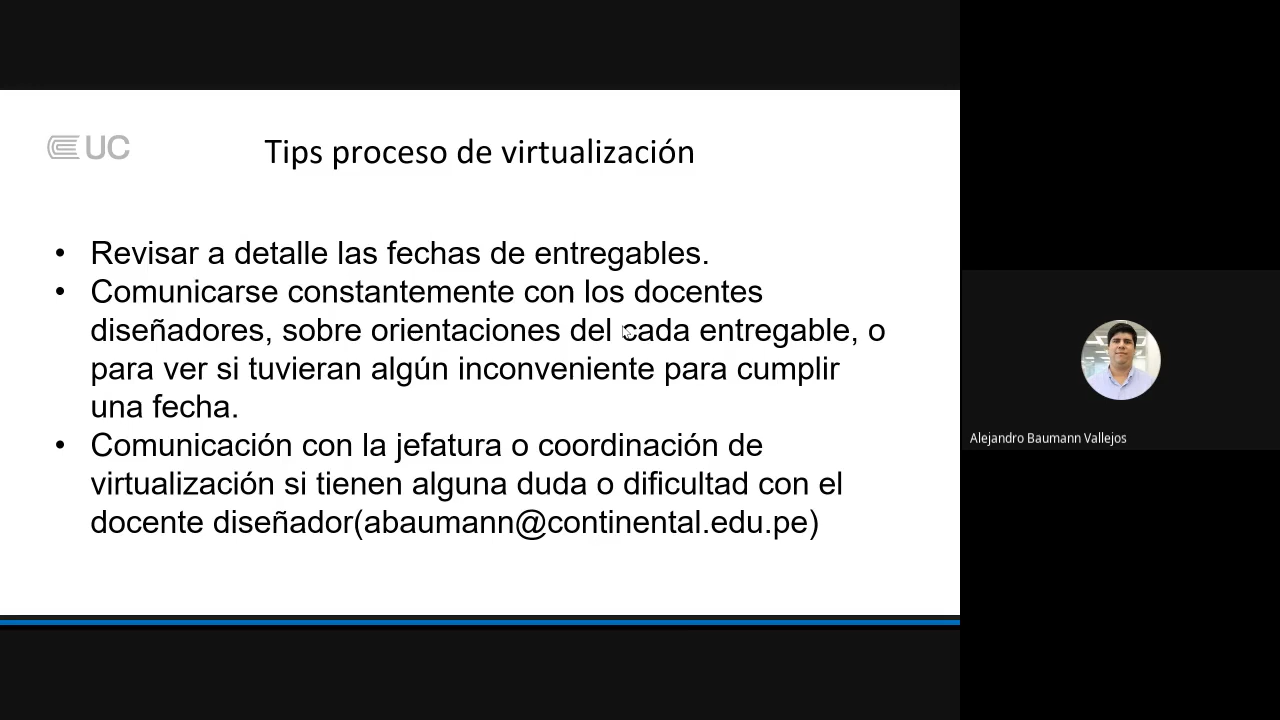 UC
Tips proceso de virtualización
• Revisar a detalle las fechas de entregables.
• Comunicarse constantemente con los docentes
diseñadores, sobre orientaciones del cada entregable, o
para ver si tuvieran algún inconveniente para cumplir
una fecha.
• Comunicación con la jefatura o coordinación de
virtualización si tienen alguna duda o dificultad con el
docente diseñador(abaumann@continental.edu.pe)
Alejandro Baumann Vallejos